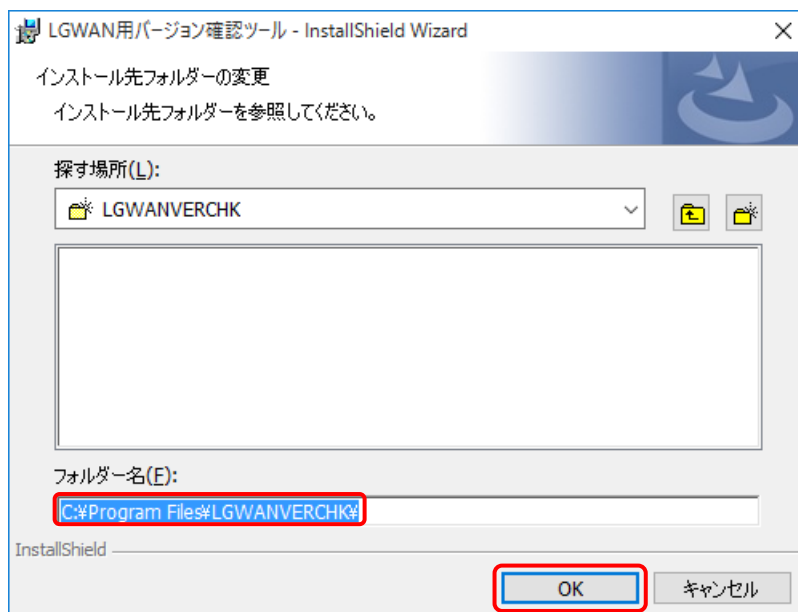 LGWAN用バージョン確認ツール - InstallShield Wizard
インストール先フォルダーの変更
インストール先フォルダーを参照してください。
探す場所(L):
LGWANVERCHK
フォルダー名(F):
C:¥Program Files¥LGWANVERCHK¥
InstallShield
OK
キャンセル